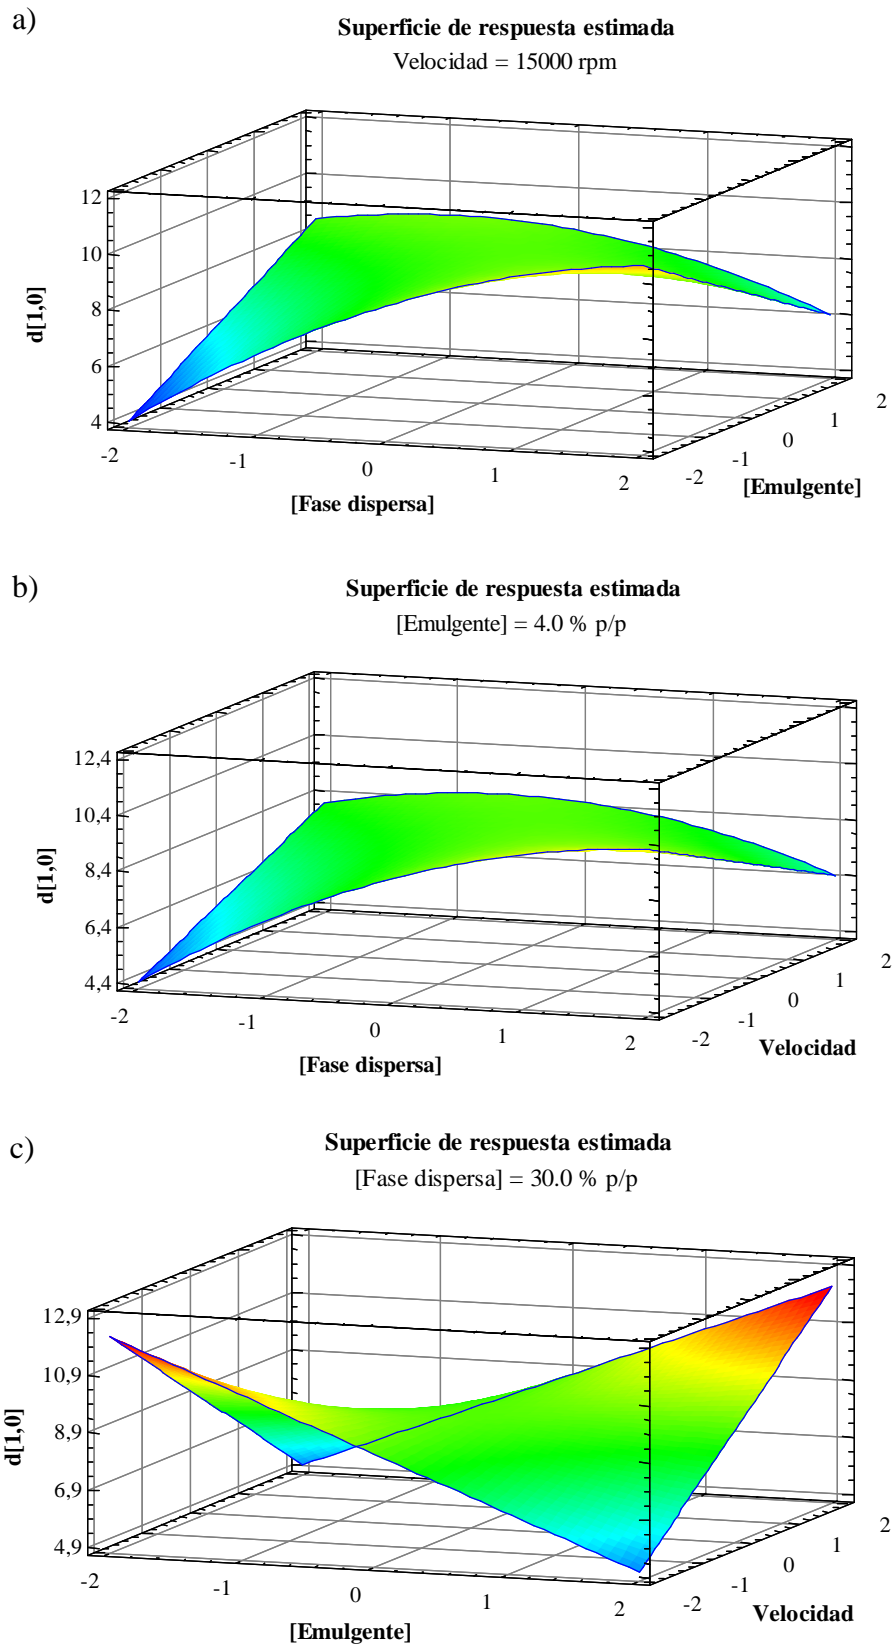 a)
Superficie de respuesta estimada
Velocidad = 15000 rpm
12
10
8
6
4
d[1,0]
-2
-1
0
1
2
[Fase dispersa]
-2
-1
0
1
2
[Emulgente]
b)
Superficie de respuesta estimada
[Emulgente] = 4.0 % p/p
12,4
10,4
8,4
6,4
4,4
d[1,0]
-2
-1
0
1
2
[Fase dispersa]
-2
-1
0
1
2
Velocidad
c)
Superficie de respuesta estimada
[Fase dispersa] = 30.0 % p/p
12,9
10,9
8,9
6,9
4,9
d[1,0]
-2
-1
0
1
2
[Emulgente]
-2
-1
0
1
2
Velocidad